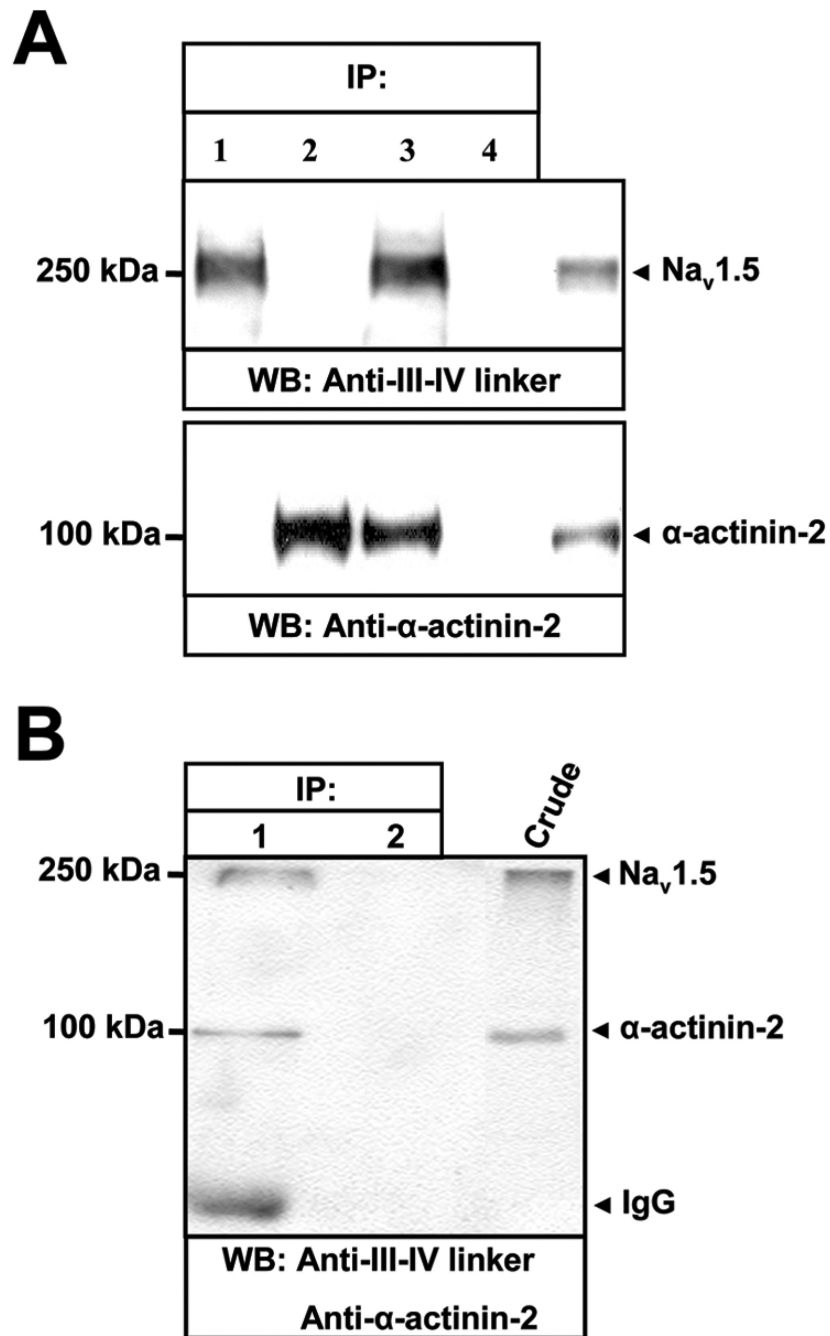 A
IP:
1 2 3 4
250 kDa ◄ Nav1.5
WB: Anti-III-IV linker
100 kDa ◄ α-actinin-2
WB: Anti-α-actinin-2
B
IP:
1 2 Crude
250 kDa ◄ Nav1.5
100 kDa ◄ α-actinin-2
◄ IgG
WB: Anti-III-IV linker
Anti-α-actinin-2